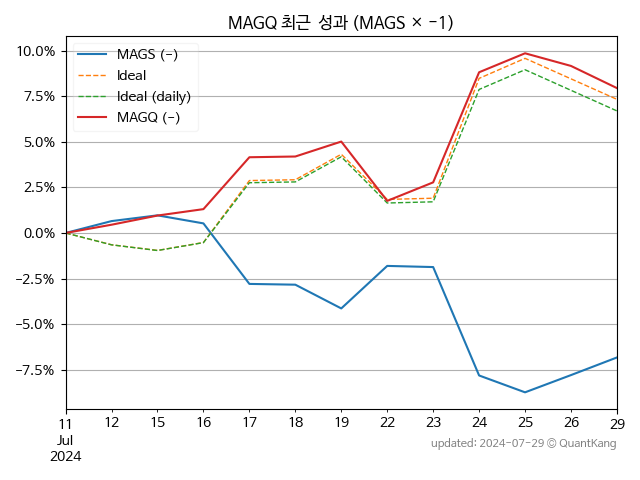 MAGQ 최근 성과 (MAGS × −1)
MAGS (-)
Ideal
Ideal (daily)
MAGQ (-)
10.0%
7.5%
5.0%
2.5%
0.0%
−2.5%
−5.0%
−7.5%
11 12 15 16 17 18 19 22 23 24 25 26 29
Jul
2024
updated: 2024-07-29 © QuantKang